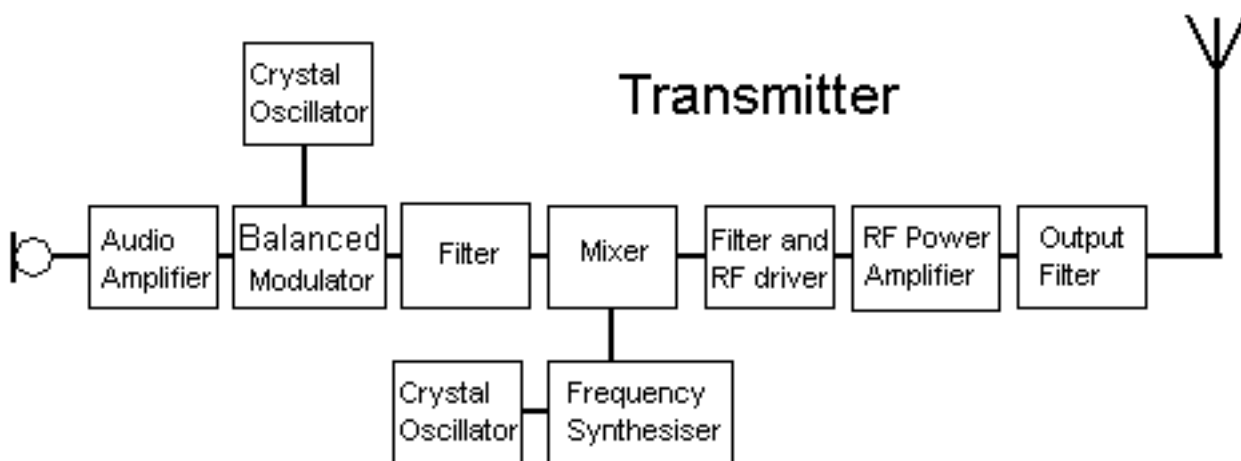 Crystal
Oscillator
Transmitter
Audio
Amplifier
Balanced
Modulator
Filter
Mixer
Filter and
RF driver
RF Power
Amplifier
Output
Filter
Crystal
Oscillator
Frequency
Synthesiser